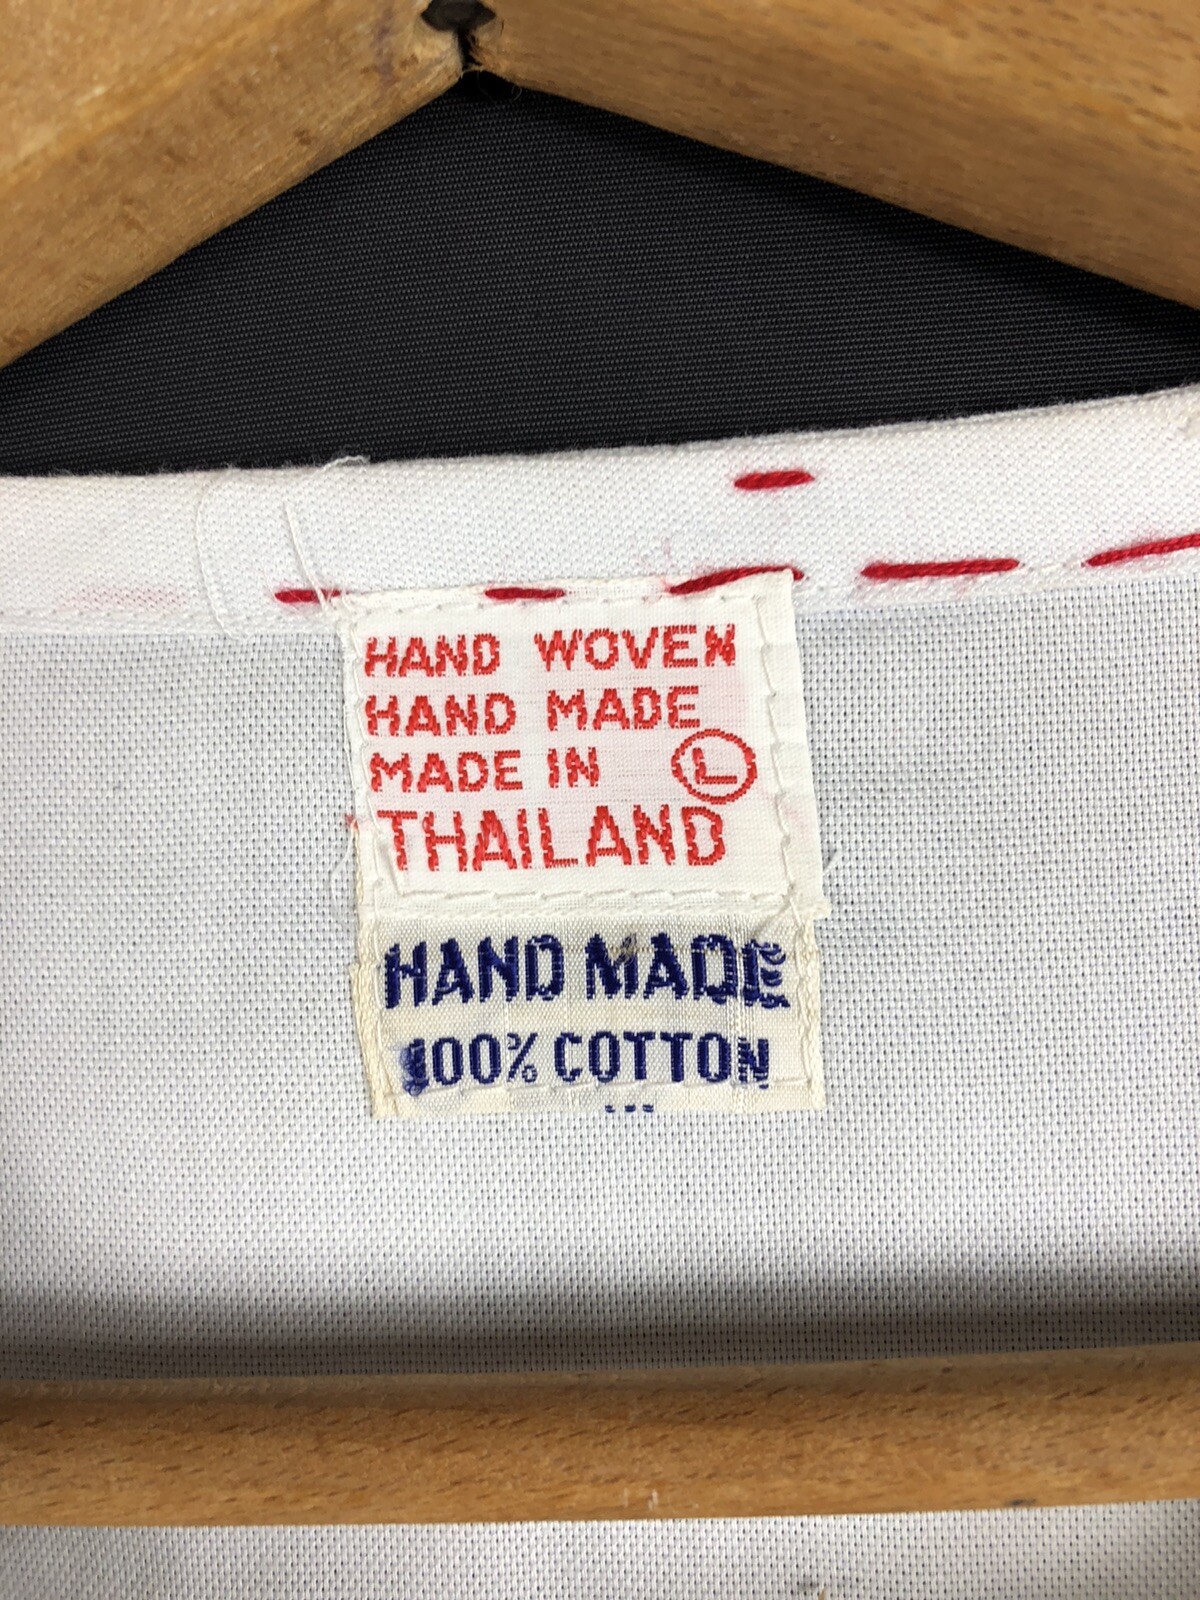 HAND WOVEN
HAND MADE
MADE IN Ⓛ
THAILAND
HAND MADE
100% COTTON